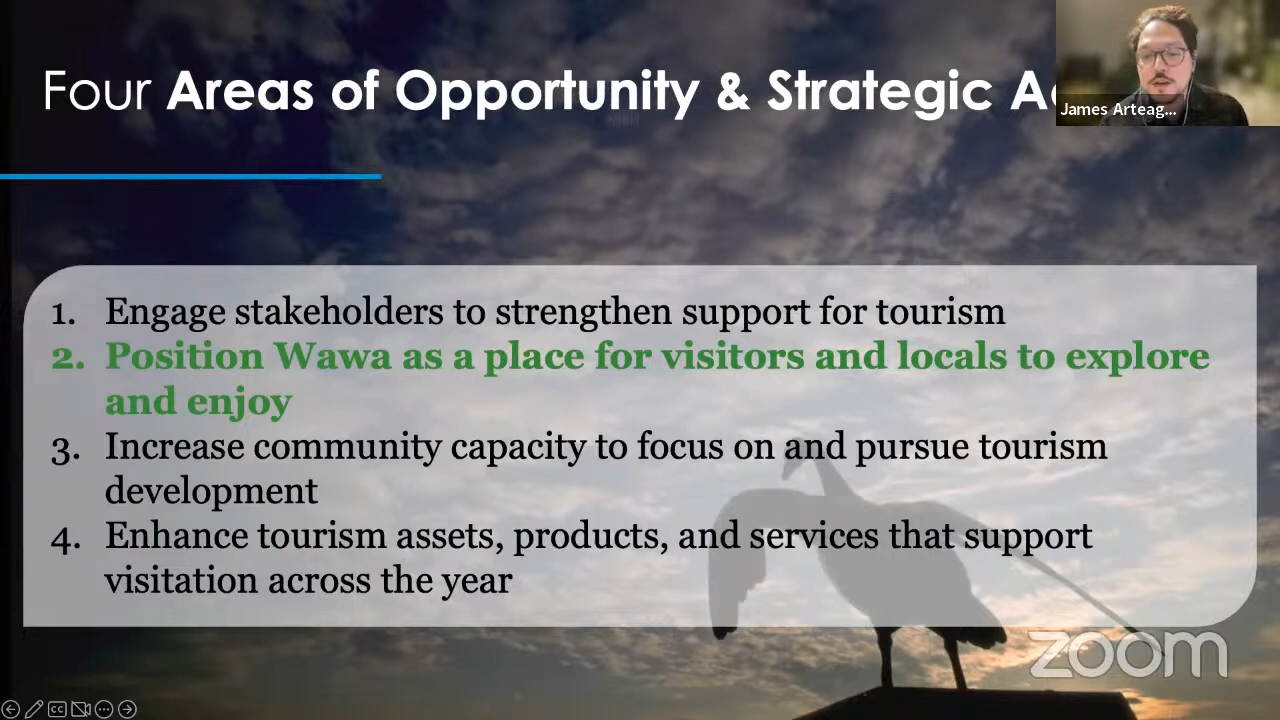 Four Areas of Opportunity & Strategic
James Arteag...
1. Engage stakeholders to strengthen support for tourism
2. Position Wawa as a place for visitors and locals to explore
and enjoy
3. Increase community capacity to focus on and pursue tourism
development
4. Enhance tourism assets, products, and services that support
visitation across the year
zoom
CC